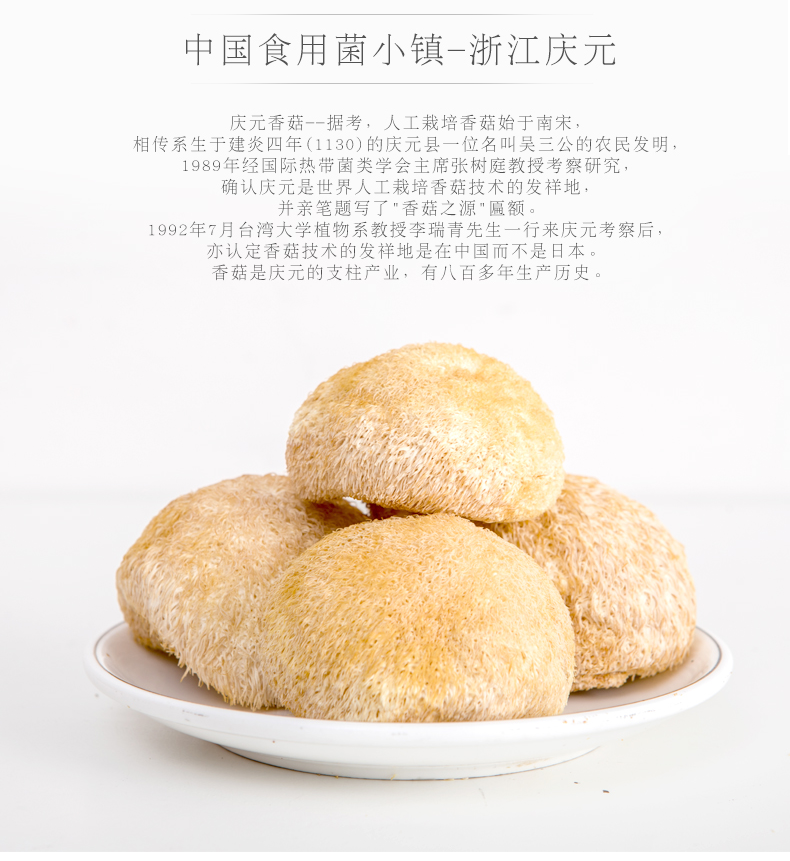 中国食用菌小镇—浙江庆元
庆元香菇——据考，人工栽培香菇始于南宋，
相传系生于建炎四年(1130)的庆元县一位名叫吴三公的农民发明，
1989年经国际热带菌类学会主席张树庭教授考察研究，
确认庆元是世界人工栽培香菇技术的发祥地，
并亲笔题写了"香菇之源"匾额。
1992年7月台湾大学植物系教授李瑞青先生一行来庆元考察后，
亦认定香菇技术的发祥地是在中国而不是日本。
香菇是庆元的支柱产业，有八百多年生产历史。